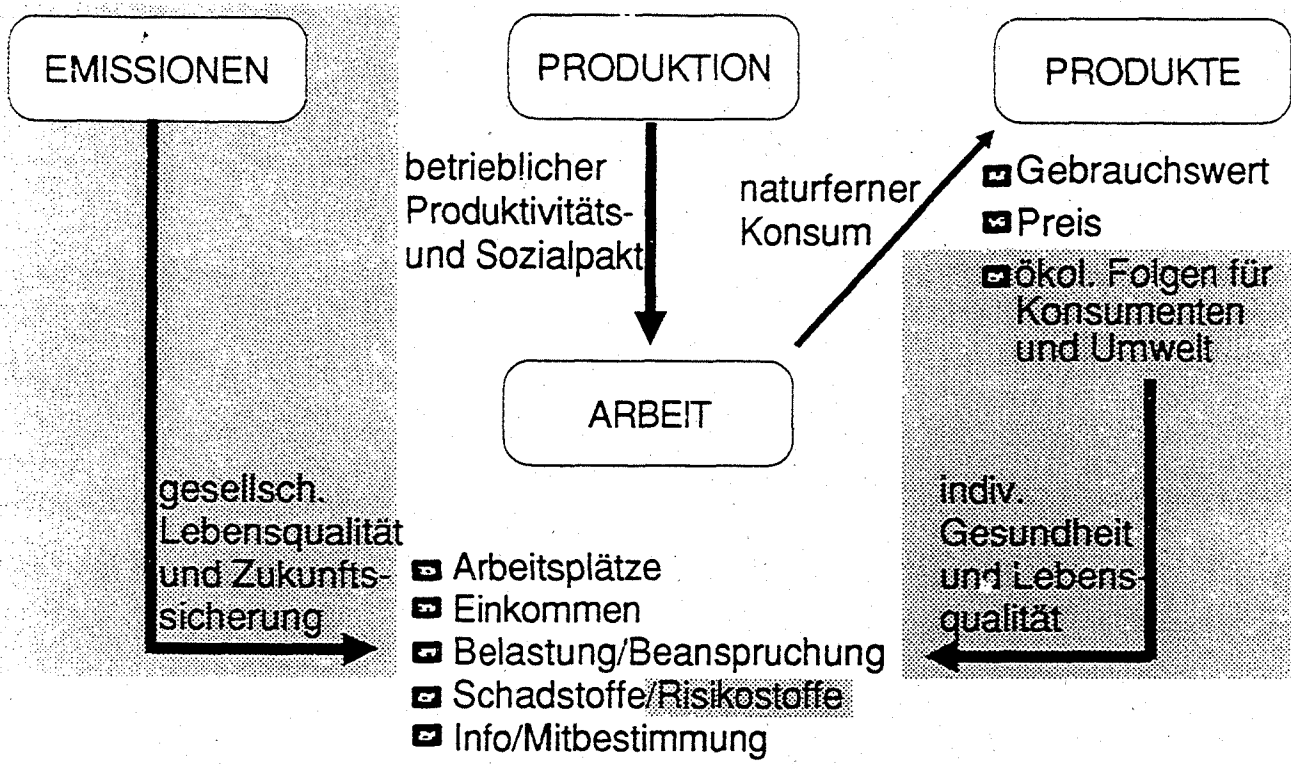 EMISSIONEN
PRODUKTION
PRODUKTE
betrieblicher
Produktivitäts-
und Sozialpakt
naturferner
Konsum
Gebrauchswert
Preis
ökol. Folgen für
Konsumenten
und Umwelt
ARBEIT
gesellsch.
Lebensqualität
und Zukunfts-
sicherung
indiv.
Gesundheit
und Lebens-
qualität
Arbeitsplätze
Einkommen
Belastung/Beanspruchung
Schadstoffe/Risikostoffe
Info/Mitbestimmung